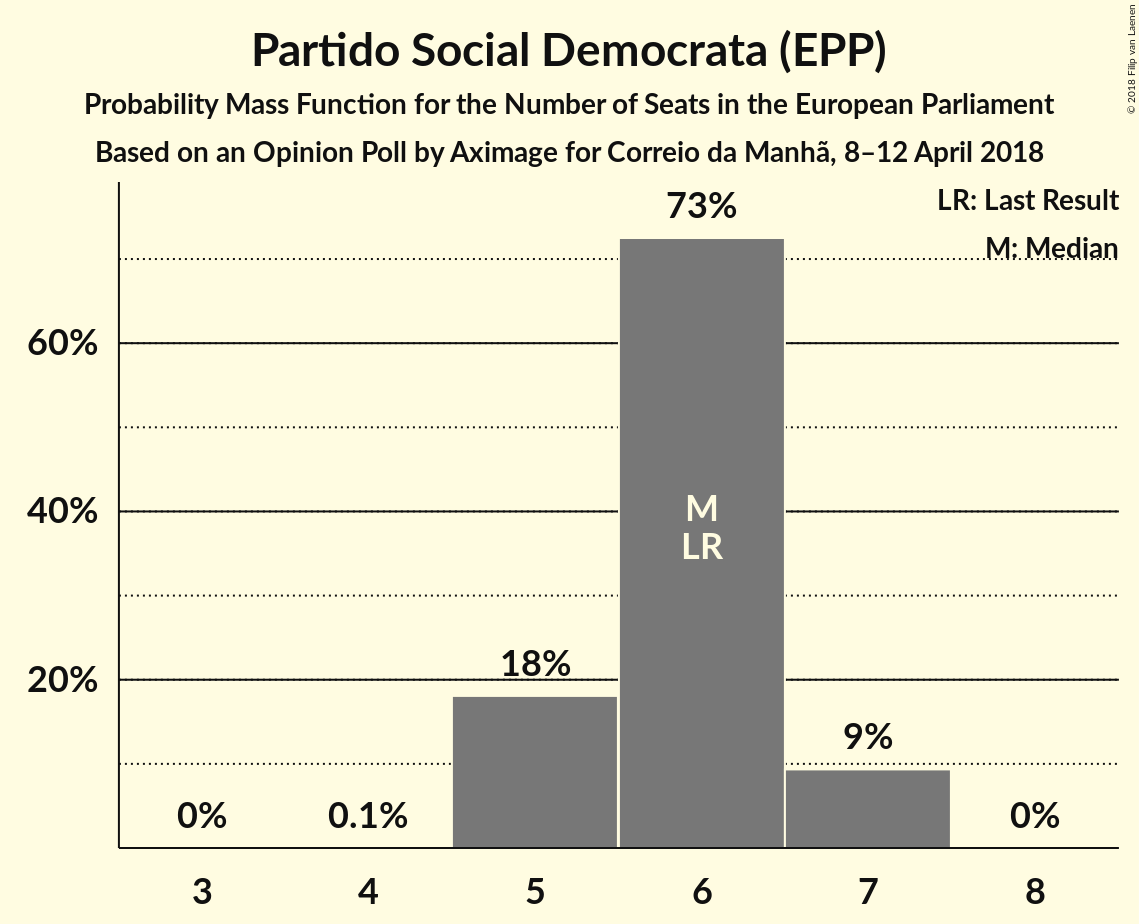 Partido Social Democrata (EPP)
Probability Mass Function for the Number of Seats in the European Parliament
Based on an Opinion Poll by Aximage for Correio da Manhã, 8–12 April 2018
© 2018 Filip van Laenen
LR: Last Result
M: Median
73%
60%
40%
M
LR
18%
20%
9%
0%
0.1%
0%
3 4 5 6 7 8